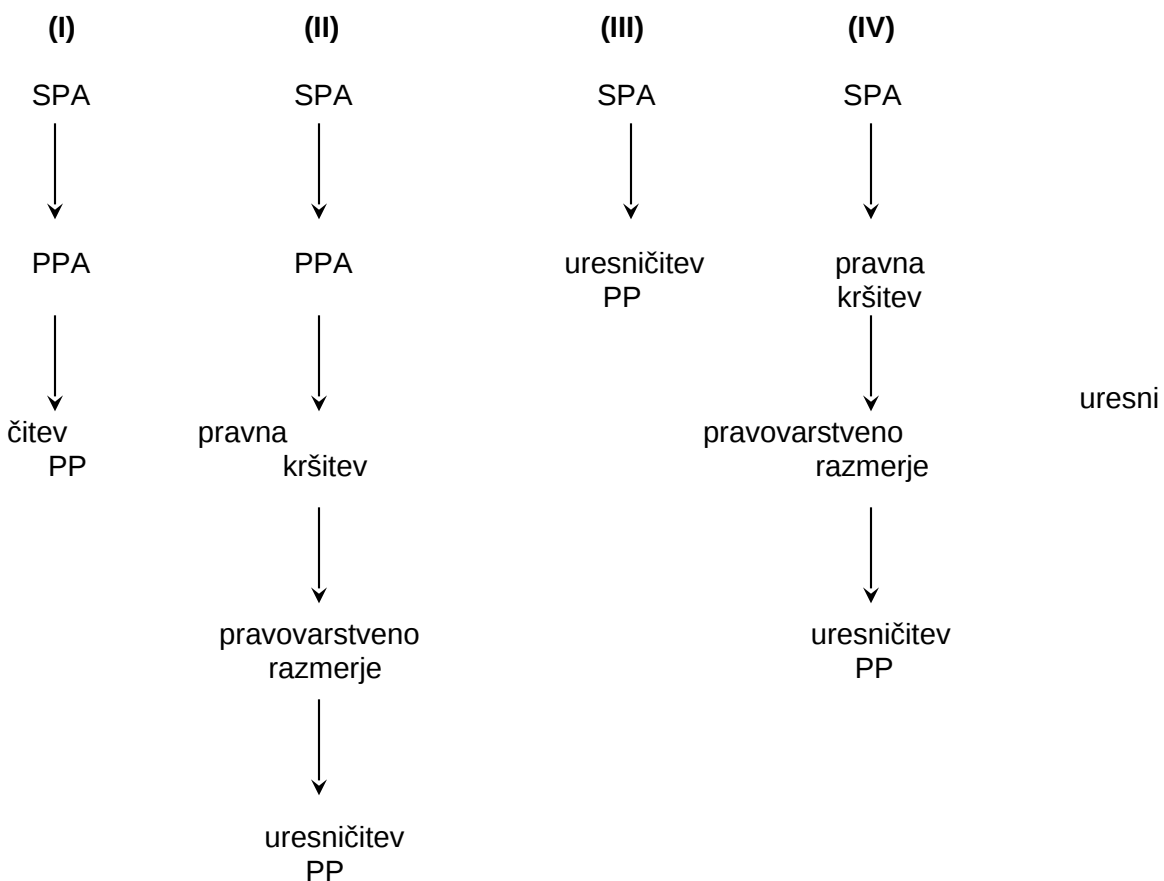 (I) (II) (III) (IV)
SPA SPA SPA SPA
PPA PPA uresničitev pravna
PP kršitev
uresni
čitev pravna pravovarstveno
PP kršitev razmerje
pravovarstveno uresničitev
razmerje PP
uresničitev
PP